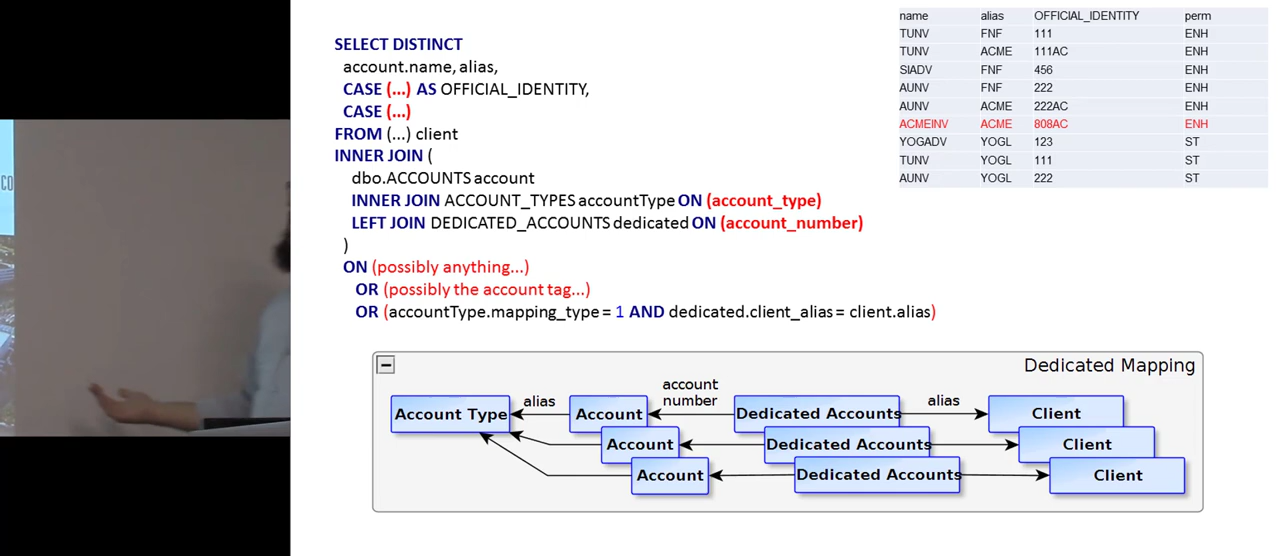 SELECT DISTINCT
account.name, alias,
CASE (...) AS OFFICIAL_IDENTITY,
CASE (...)
FROM (...) client
INNER JOIN (
dbo.ACCOUNTS account
INNER JOIN ACCOUNT_TYPES accountType ON (account_type)
LEFT JOIN DEDICATED_ACCOUNTS dedicated ON (account_number)
)
ON (possibly anything...)
OR (possibly the account tag...)
OR (accountType.mapping_type = 1 AND dedicated.client_alias = client.alias)
name alias OFFICIAL_IDENTITY perm
TUNV FNF 111 ENH
TUNV ACME 111AC ENH
SIADV FNF 456 ENH
AUNV FNF 222 ENH
AUNV ACME 222AC ENH
ACMEINV ACME 808AC ENH
YOGADV YOGL 123 ST
TUNV YOGL 111 ST
AUNV YOGL 222 ST
Dedicated Mapping
Account Type alias Account account number Dedicated Accounts alias Client
Account Dedicated Accounts Client
Account Dedicated Accounts Client